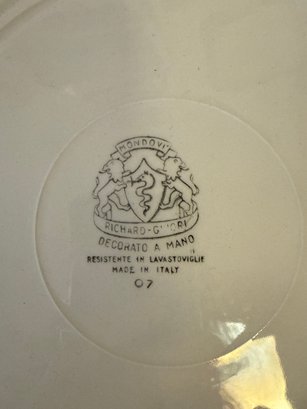 MONDOVI'
RICHARD-GINORI
DECORATO A MANO
RESISTENTE IN LAVASTOVIGLIE
MADE IN ITALY
07